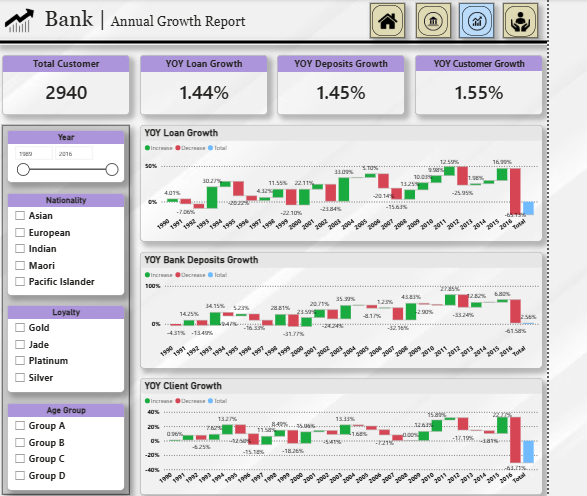 Bank | Annual Growth Report
Total Customer
2940
YOY Loan Growth
1.44%
YOY Deposits Growth
1.45%
YOY Customer Growth
1.55%
Year
1989 2016
Nationality
Asian
European
Indian
Maori
Pacific Islander
Loyalty
Gold
Jade
Platinum
Silver
Age Group
Group A
Group B
Group C
Group D
YOY Loan Growth
Increase Decrease Total
50%
0%
4.01% -7.06% 30.27% -20.22% 4.32% 11.55% -22.10% 22.11% -23.84% 33.09% 5.70% -20.14% -15.63% 13.25% 10.03% 9.98% 12.59% -25.95% 1.98% 16.99%
1990 1991 1992 1993 1994 1995 1996 1997 1998 1999 2000 2001 2002 2003 2004 2005 2006 2007 2008 2009 2010 2011 2012 2013 2014 2015 2016 Total
YOY Bank Deposits Growth
Increase Decrease Total
100%
0%
-4.31% 14.25% -13.49% 34.15% 5.23% -16.33% 28.81% -31.77% 23.59% 20.71% -24.24% 35.39% -8.17% 1.23% -32.16% 43.83% -2.90% 27.85% -33.24% 12.82% 6.80% -61.58% 2.56%
1990 1991 1992 1993 1994 1995 1996 1997 1998 1999 2000 2001 2002 2003 2004 2005 2006 2007 2008 2009 2010 2011 2012 2013 2014 2015 2016 Total
YOY Client Growth
Increase Decrease Total
40%
20%
0%
-20%
-40%
0.96% -6.25% 7.62% 13.27% -12.50% -15.18% 11.58% 8.49% -18.26% 15.96% -5.41% 13.33% -1.68% -7.21% 0.00% 12.63% 15.89% -17.19% -3.81% 22.77% -63.71%
1990 1991 1992 1993 1994 1995 1996 1997 1998 1999 2000 2001 2002 2003 2004 2005 2006 2007 2008 2009 2010 2011 2012 2013 2014 2015 2016 Total